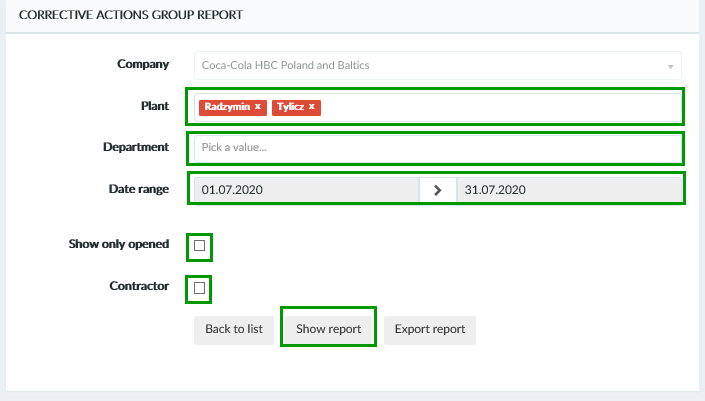 CORRECTIVE ACTIONS GROUP REPORT
Company Coca-Cola HBC Poland and Baltics
Plant Radzymin x Tylicz x
Department Pick a value...
Date range 01.07.2020 31.07.2020
Show only opened
Contractor
Back to list Show report Export report